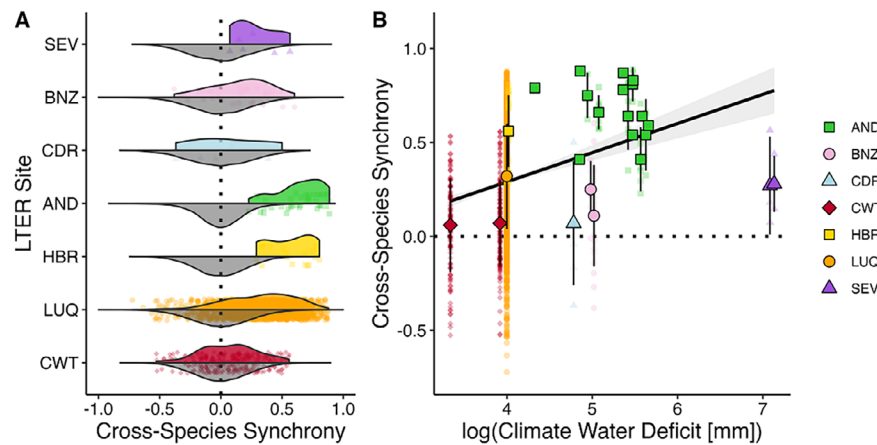 A
LTER Site
SEV
BNZ
CDR
AND
HBR
LUQ
CWT
-1.0 -0.5 0.0 0.5 1.0
Cross-Species Synchrony
B
Cross-Species Synchrony
1.0
0.5
0.0
-0.5
4 5 6 7
log(Climate Water Deficit [mm])
AND
BNZ
CDR
CWT
HBR
LUQ
SEV